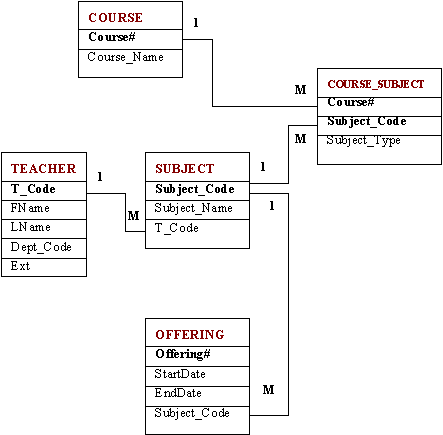 COURSE
Course#
Course_Name
1
M
COURSE_SUBJECT
Course#
Subject_Code
Subject_Type
M
TEACHER
T_Code
FName
LName
Dept_Code
Ext
1
M
SUBJECT
Subject_Code
Subject_Name
T_Code
1
1
OFFERING
Offering#
StartDate
EndDate
Subject_Code
M